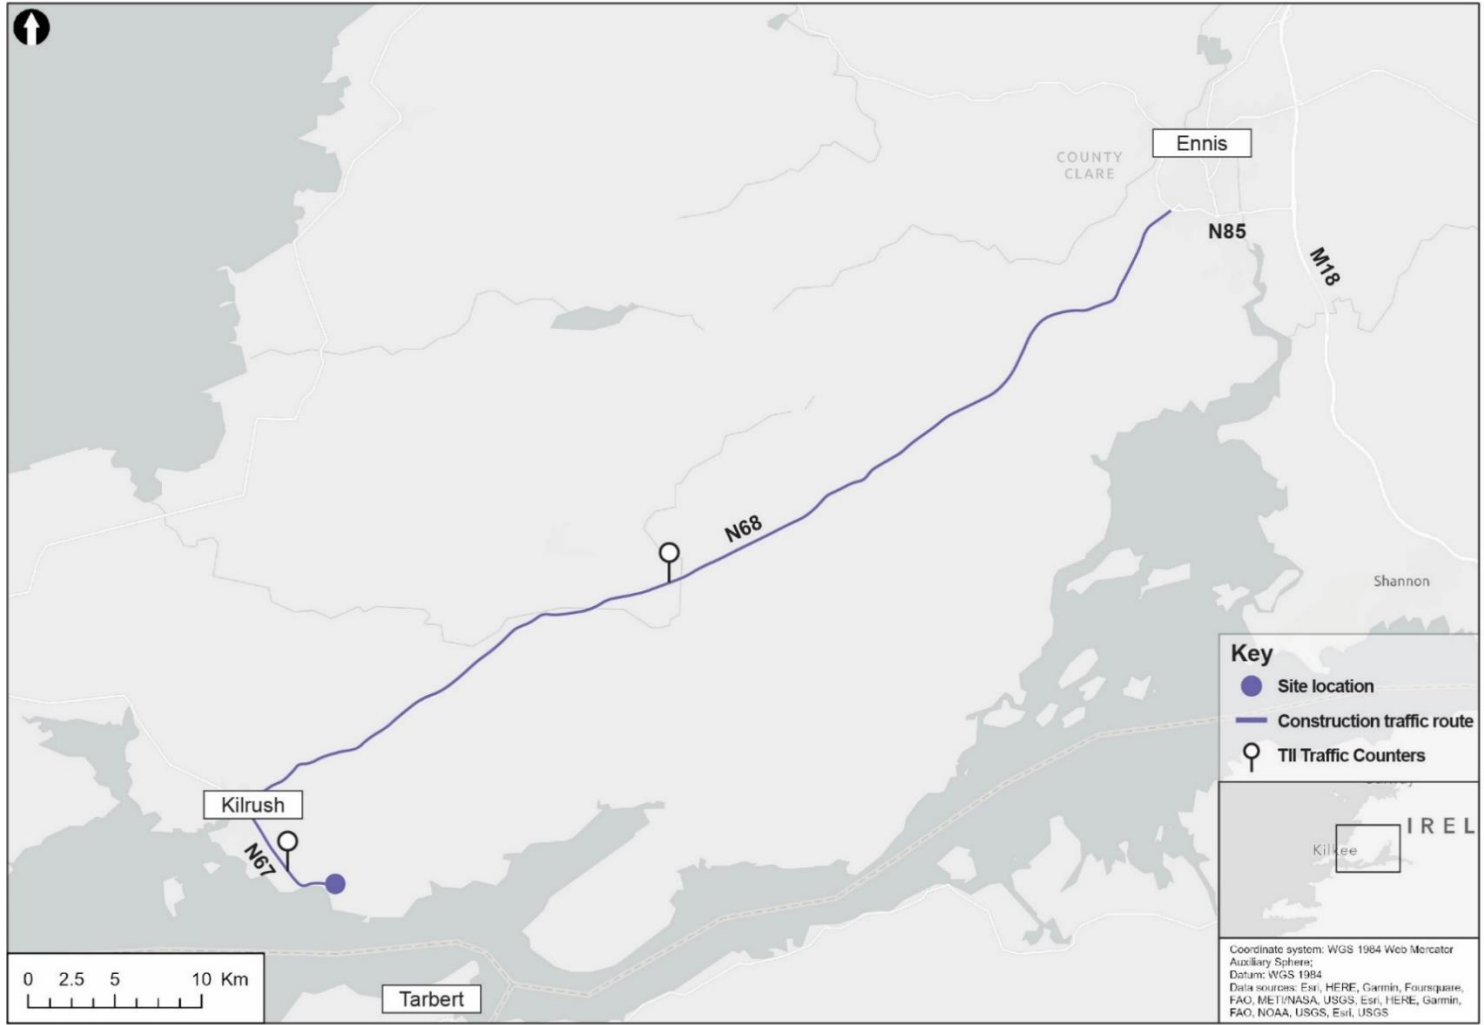 Ennis
COUNTY
CLARE
N85
M18
N68
Shannon
Kilrush
N67
Tarbert
0 2.5 5 10 Km
Key
Site location
Construction traffic route
TII Traffic Counters
IREL
Kilkee
Coordinate system: WGS 1984 Web Mercator
Auxiliary Sphere;
Datum: WGS 1984
Data sources: Esri, HERE, Garmin, Foursquare,
FAO, METI/NASA, USGS, Esri, HERE, Garmin,
FAO, NOAA, USGS, Esri, USGS